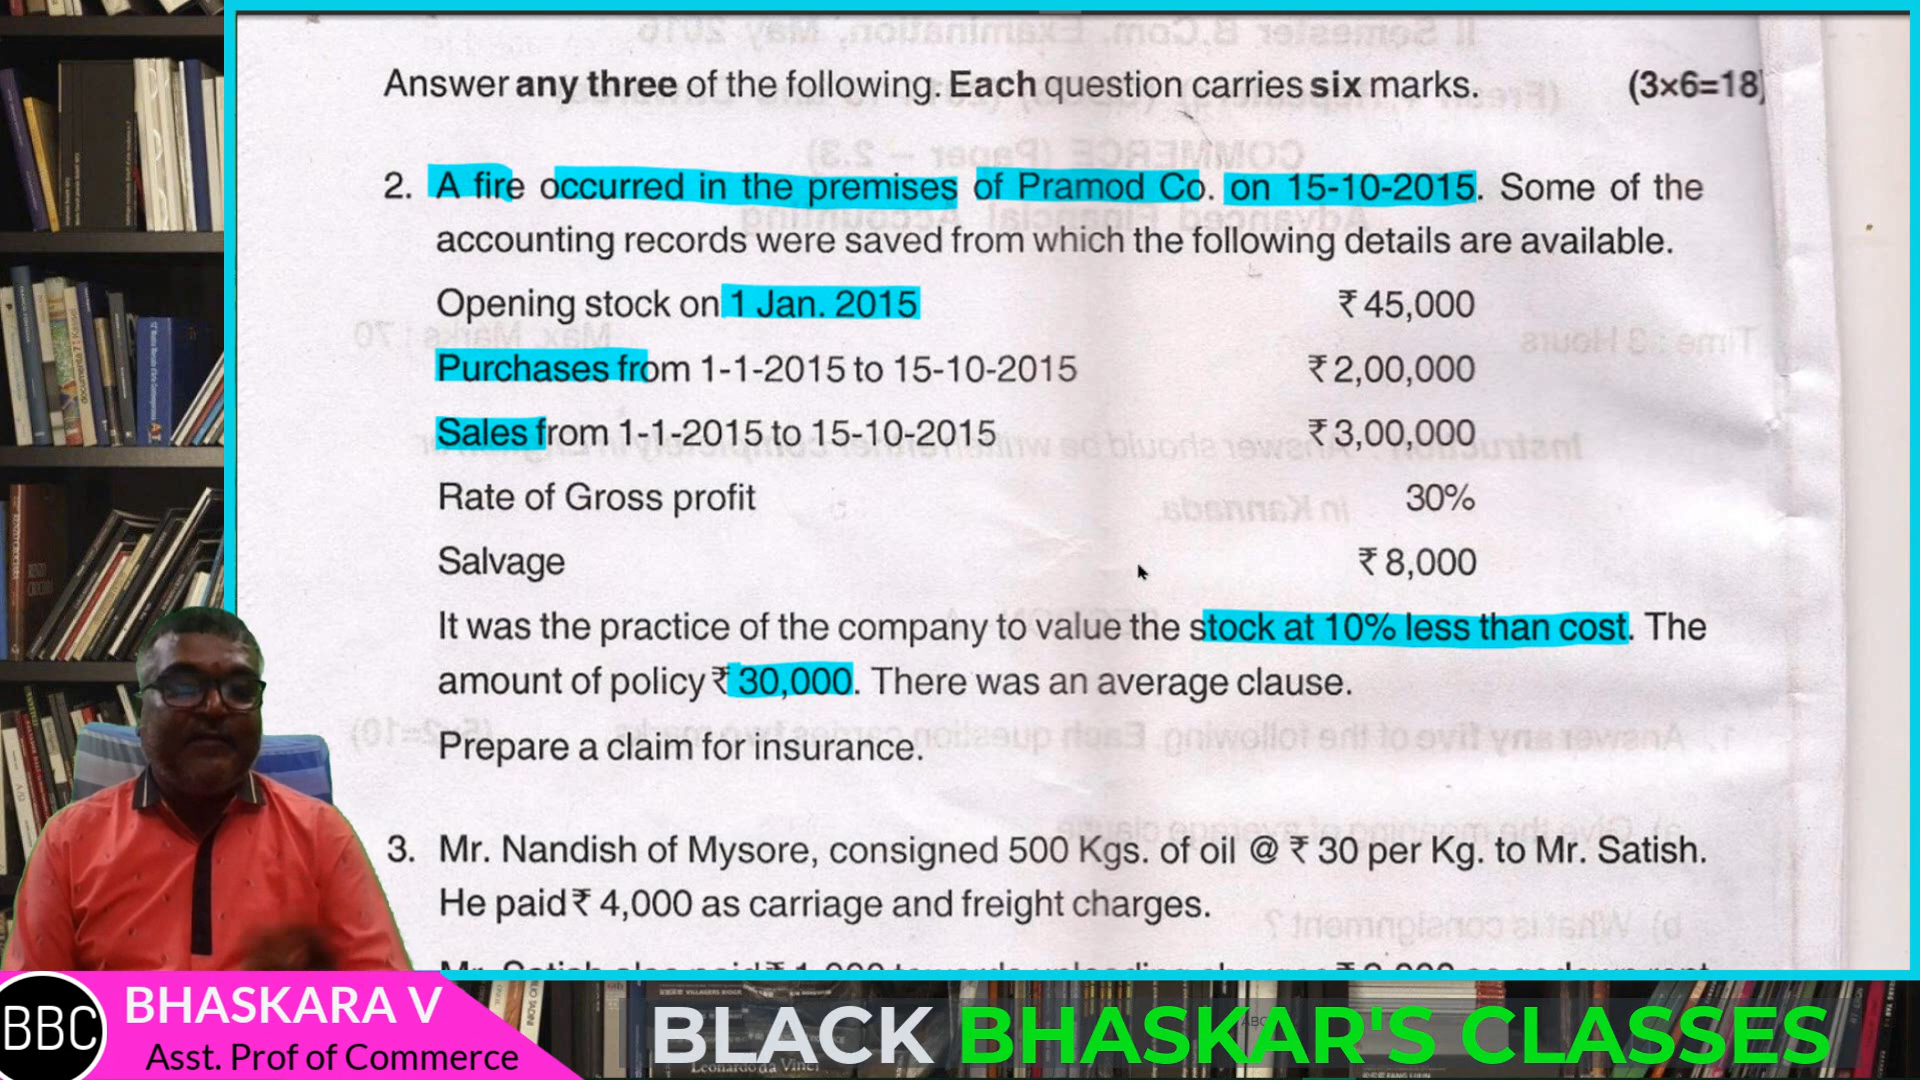 Answer any three of the following. Each question carries six marks. (3×6=18)
2. A fire occurred in the premises of Pramod Co. on 15-10-2015. Some of the
accounting records were saved from which the following details are available.
Opening stock on 1 Jan. 2015 ₹ 45,000
Purchases from 1-1-2015 to 15-10-2015 ₹ 2,00,000
Sales from 1-1-2015 to 15-10-2015 ₹ 3,00,000
Rate of Gross profit 30%
Salvage ₹ 8,000
It was the practice of the company to value the stock at 10% less than cost. The
amount of policy ₹ 30,000. There was an average clause.
Prepare a claim for insurance.
3. Mr. Nandish of Mysore, consigned 500 Kgs. of oil @ ₹ 30 per Kg. to Mr. Satish.
He paid ₹ 4,000 as carriage and freight charges.
BBC
BHASKARA V
Asst. Prof of Commerce
BLACK BHASKAR'S CLASSES
Leonardo da Vinci